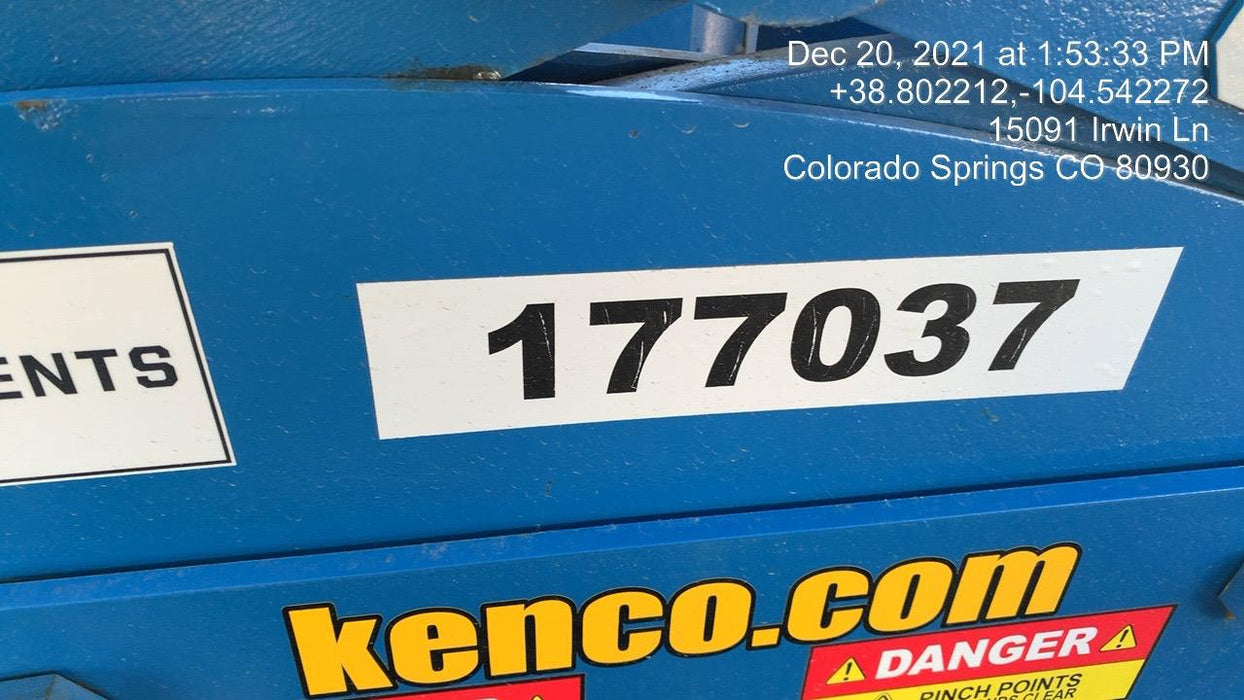 Dec 20, 2021 at 1:53:33 PM
+38.802212,-104.542272
15091 Irwin Ln
Colorado Springs CO 80930
ENTS
177037
kenco.com
DANGER
PINCH POINTS
CLEAR